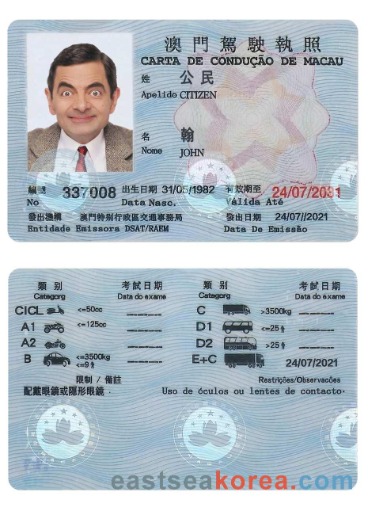 澳門駕駛執照
CARTA DE CONDUÇÃO DE MACAU
姓 公民
Apelido CITIZEN
名 翰
Nome JOHN
編號 337008 出生日期 31/05/1982 有效期至 24/07/2031
No Data Nasc. Válida Até
發出機構 澳門特別行政區交通事務局 發出日期 24/07//2021
Entidade Emissora DSAT/RAEM Data De Emissão
類 別 考試日期 類 別 考試日期
Categorg Data do exame Categorg Data do exame
CICL <=50cc C >3500kg
A1 <=125cc D1 <=25
A2 D2 >25
B <=3500kg <=9 E+C 24/07/2021
限制 / 備註 Restrições/Observacões
配戴眼鏡或隱形眼鏡 . Uso de óculos ou lentes de contacto.
eastseakorea.com